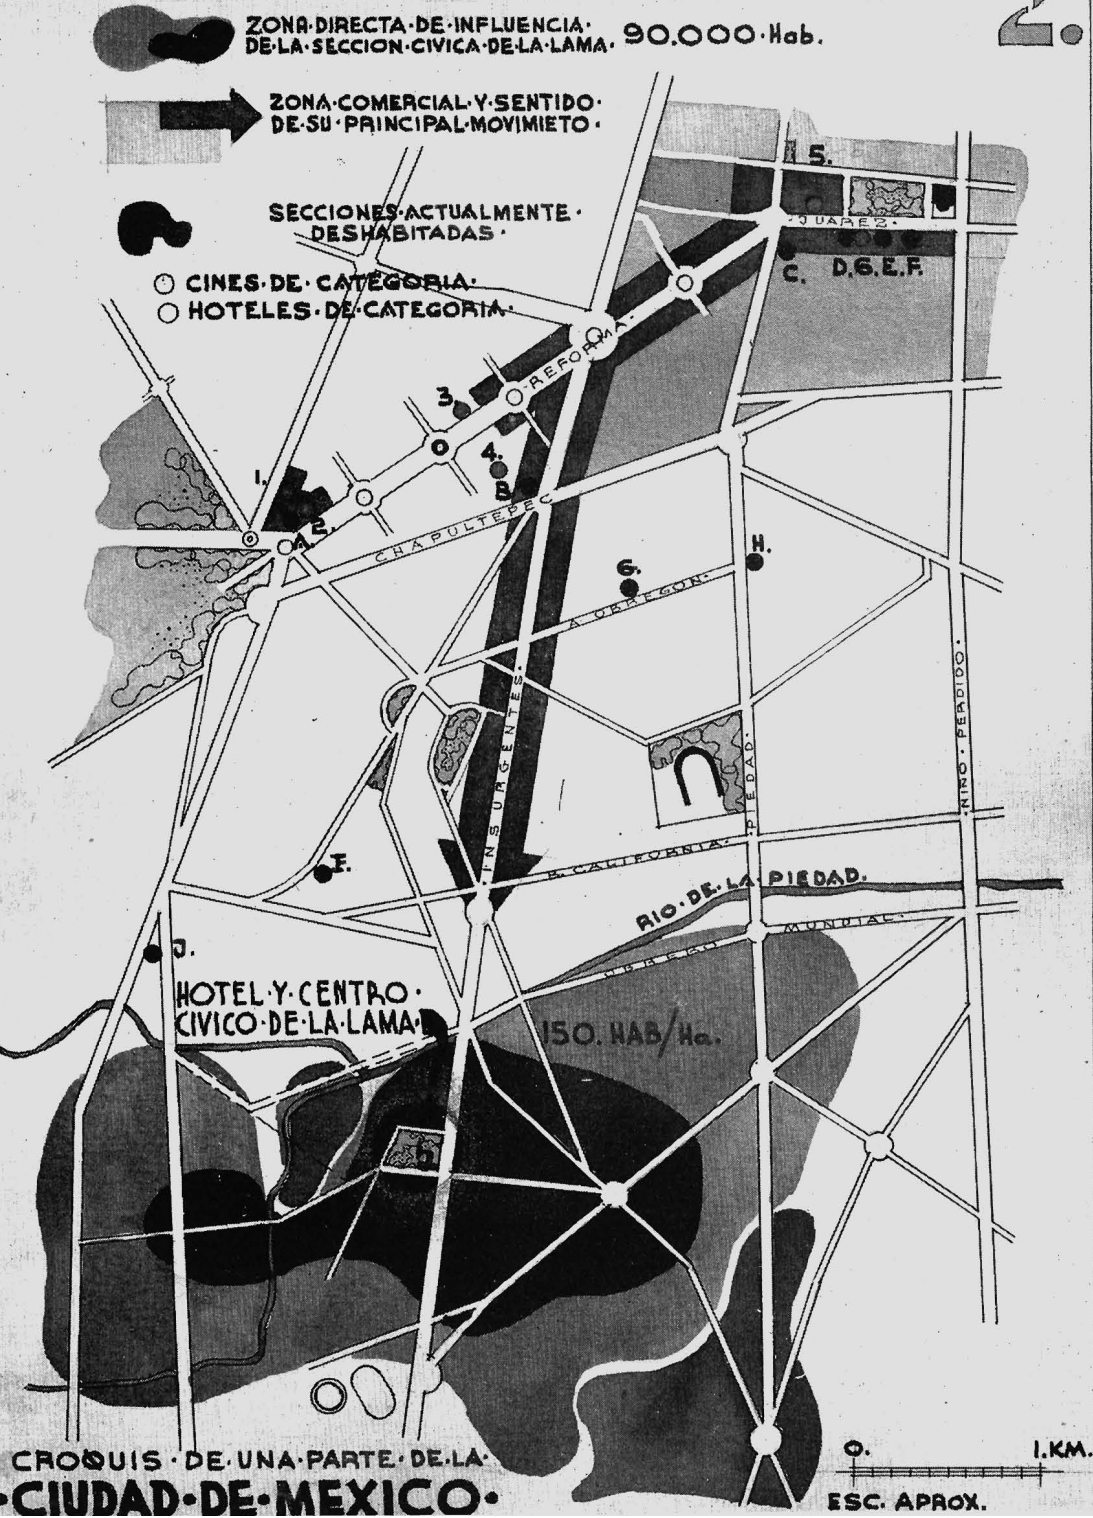 2.
ZONA·DIRECTA·DE·INFLUENCIA·
DE·LA·SECCION·CIVICA·DE·LA·LAMA. 90.000·Hab.
ZONA·COMERCIAL·Y·SENTIDO·
DE·SU·PRINCIPAL·MOVIMIETO·
SECCIONES·ACTUALMENTE·
DESHABITADAS·
CINES·DE·CATEGORIA·
HOTELES·DE·CATEGORIA·
5.
·JUAREZ·
C. D.G.E.F.
·REFORMA·
3.
4.
B.
1.
2.
A.
CHAPULTEPEC
H.
G.
A OBREGON·
INSURGENTES·
PIEDAD·
NIÑO·PERDIDO·
B. CALIFORNIA·
I.
RIO·DE·LA·PIEDAD.
OBRERO MUNDIAL·
J.
HOTEL·Y·CENTRO·
CIVICO·DE·LA·LAMA·
150. HAB/Ha.
6
CROQUIS·DE·UNA·PARTE·DE·LA·
·CIUDAD·DE·MEXICO·
0. 1.KM.
ESC. APROX.